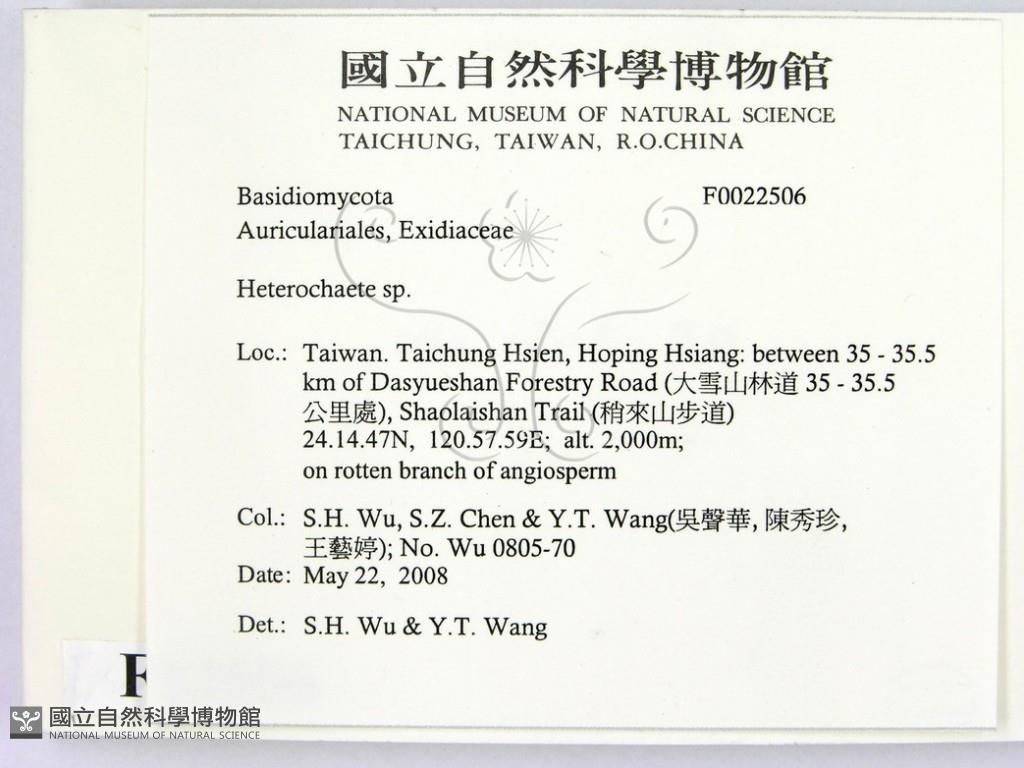 國立自然科學博物館
NATIONAL MUSEUM OF NATURAL SCIENCE
TAICHUNG, TAIWAN, R.O.CHINA
Basidiomycota F0022506
Auriculariales, Exidiaceae
Heterochaete sp.
Loc.: Taiwan. Taichung Hsien, Hoping Hsiang: between 35 - 35.5
km of Dasyueshan Forestry Road (大雪山林道 35 - 35.5
公里處), Shaolaishan Trail (稍來山步道)
24.14.47N, 120.57.59E; alt. 2,000m;
on rotten branch of angiosperm
Col.: S.H. Wu, S.Z. Chen & Y.T. Wang(吳聲華, 陳秀珍,
王藝婷); No. Wu 0805-70
Date: May 22, 2008
Det.: S.H. Wu & Y.T. Wang
F
國立自然科學博物館
NATIONAL MUSEUM OF NATURAL SCIENCE